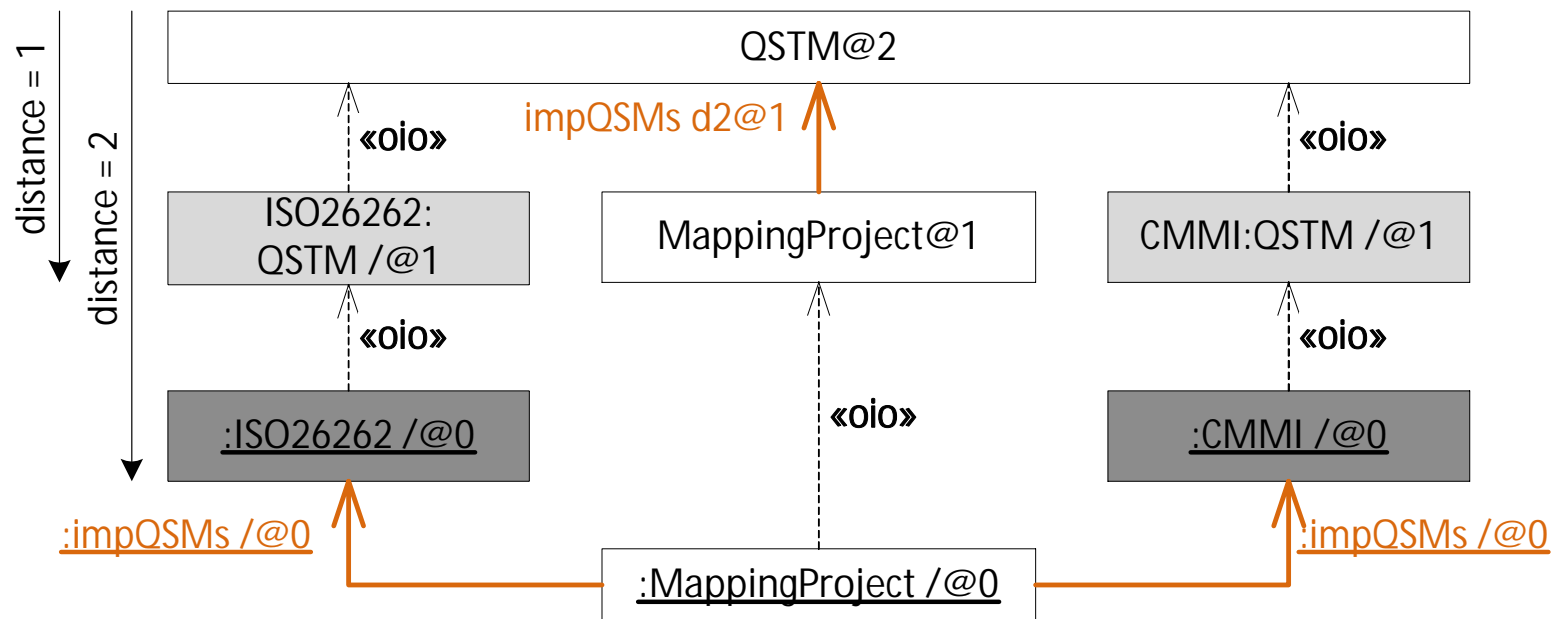 distance = 1
distance = 2
QSTM@2
impQSMs d2@1
«oio»
«oio»
ISO26262:
QSTM /@1
MappingProject@1
CMMI:QSTM /@1
«oio»
«oio»
«oio»
:ISO26262 /@0
:CMMI /@0
:impQSMs /@0
:impQSMs /@0
:MappingProject /@0